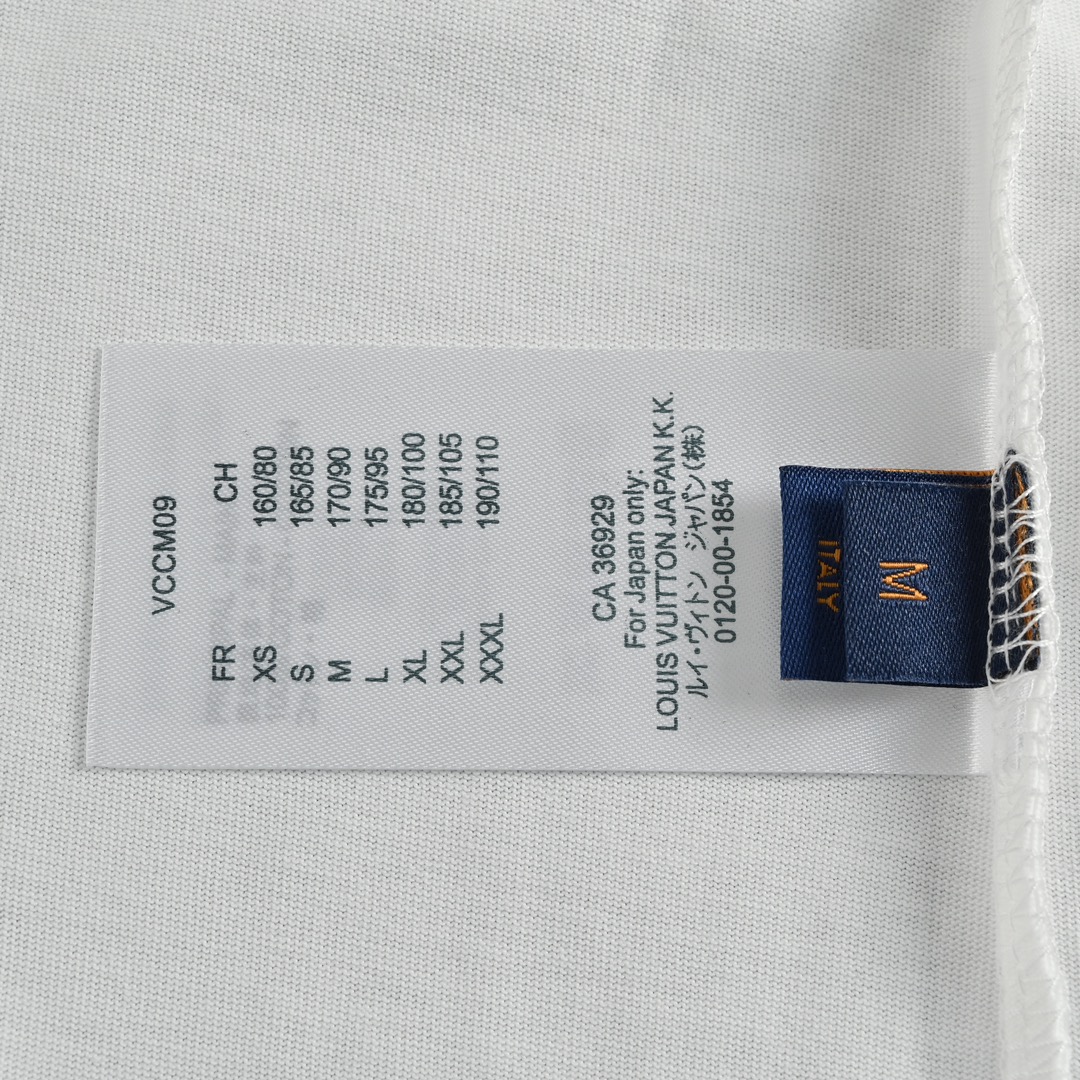 VCCM09
FR CH
XS 160/80
S 165/85
M 170/90
L 175/95
XL 180/100
XXL 185/105
XXXL 190/110
CA 36929
For Japan only:
LOUIS VUITTON JAPAN K.K.
ルイ・ヴィトン ジャパン(株)
0120-00-1854
ITALY
M